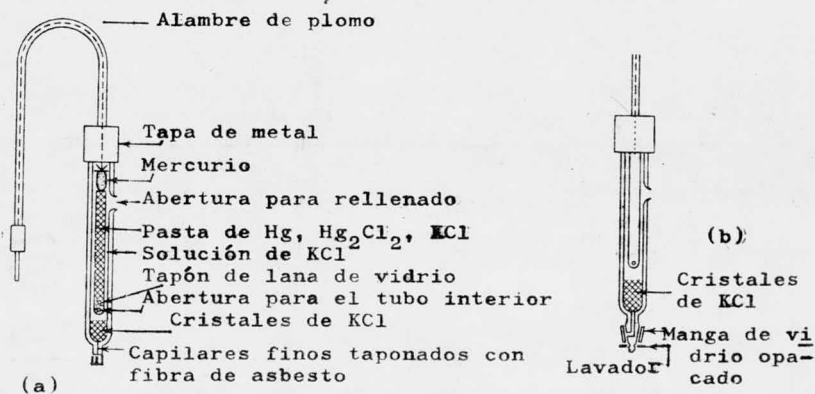 Alambre de plomo
Tapa de metal
Mercurio
Abertura para rellenado
Pasta de Hg, Hg₂Cl₂, KCl
Solución de KCl
Tapón de lana de vidrio
Abertura para el tubo interior
Cristales de KCl
Capilares finos taponados con
fibra de asbesto
(a)
(b)
Cristales
de KCl
Manga de vi
drio opa-
cado
Lavador